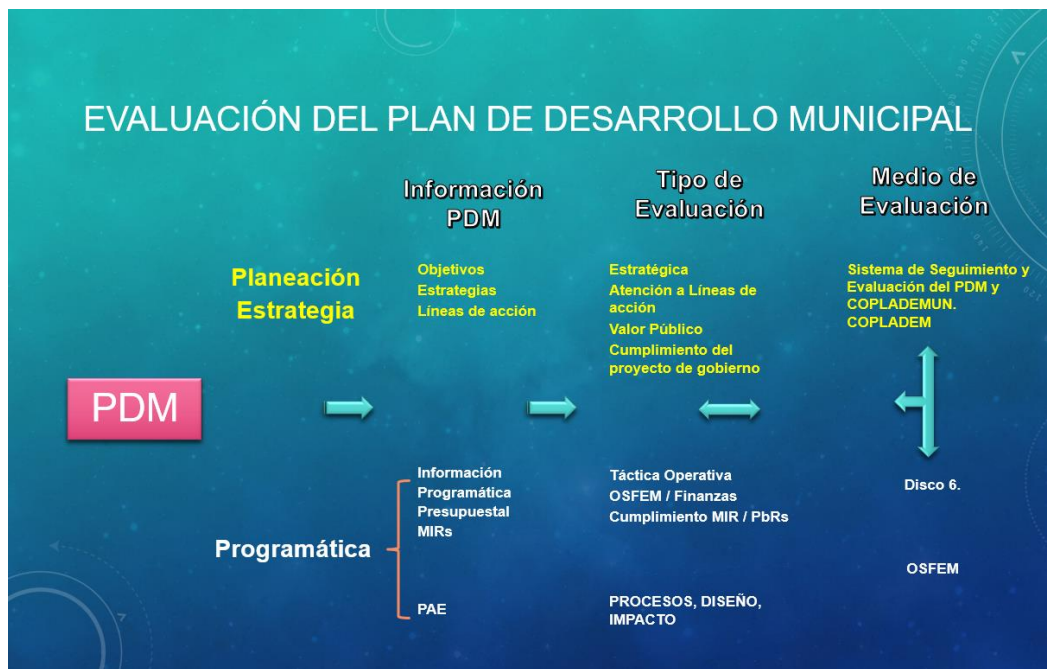 EVALUACIÓN DEL PLAN DE DESARROLLO MUNICIPAL
Información
PDM
Tipo de
Evaluación
Medio de
Evaluación
Planeación
Estrategia
Objetivos
Estrategias
Líneas de acción
Estratégica
Atención a Líneas de
acción
Valor Público
Cumplimiento del
proyecto de gobierno
Sistema de Seguimiento y
Evaluación del PDM y
COPLADEMUN.
COPLADEM
PDM
Programática
Información
Programática
Presupuestal
MIRs
Táctica Operativa
OSFEM / Finanzas
Cumplimiento MIR / PbRs
Disco 6.
OSFEM
PAE
PROCESOS, DISEÑO,
IMPACTO